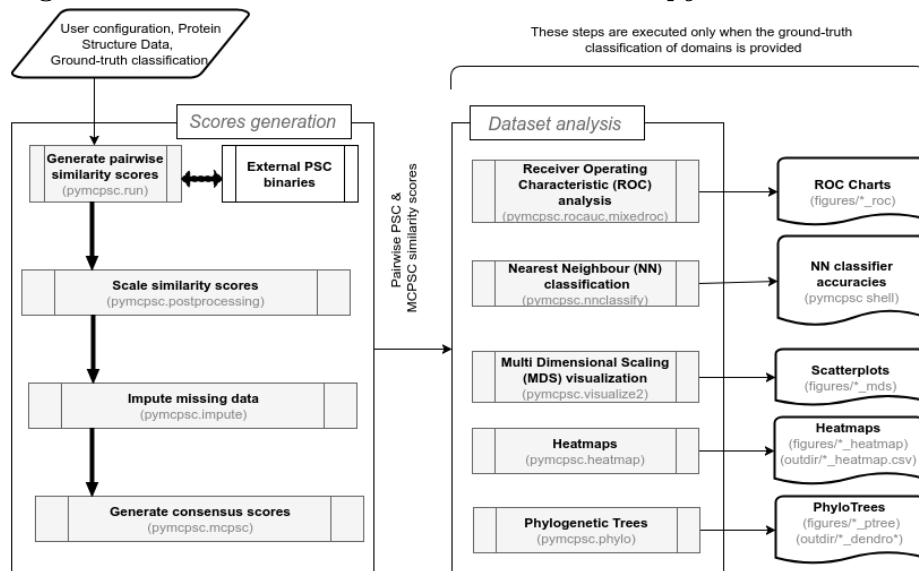 User configuration, Protein
Structure Data,
Ground-truth classification
These steps are executed only when the ground-truth
classification of domains is provided
Scores generation
Generate pairwise
similarity scores
(pymcpsc.run)
External PSC
binaries
Scale similarity scores
(pymcpsc.postprocessing)
Impute missing data
(pymcpsc.impute)
Generate consensus scores
(pymcpsc.mcpsc)
Pairwise PSC &
MCPSC similarity scores
Dataset analysis
Receiver Operating
Characteristic (ROC)
analysis
(pymcpsc.rocauc,mixedroc)
ROC Charts
(figures/*_roc)
Nearest Neighbour (NN)
classification
(pymcpsc.nnclassify)
NN classifier
accuracies
(pymcpsc shell)
Multi Dimensional Scaling
(MDS) visualization
(pymcpsc.visualize2)
Scatterplots
(figures/*_mds)
Heatmaps
(pymcpsc.heatmap)
Heatmaps
(figures/*_heatmap)
(outdir/*_heatmap.csv)
Phylogenetic Trees
(pymcpsc.phylo)
PhyloTrees
(figures/*_ptree)
(outdir/*_dendro*)